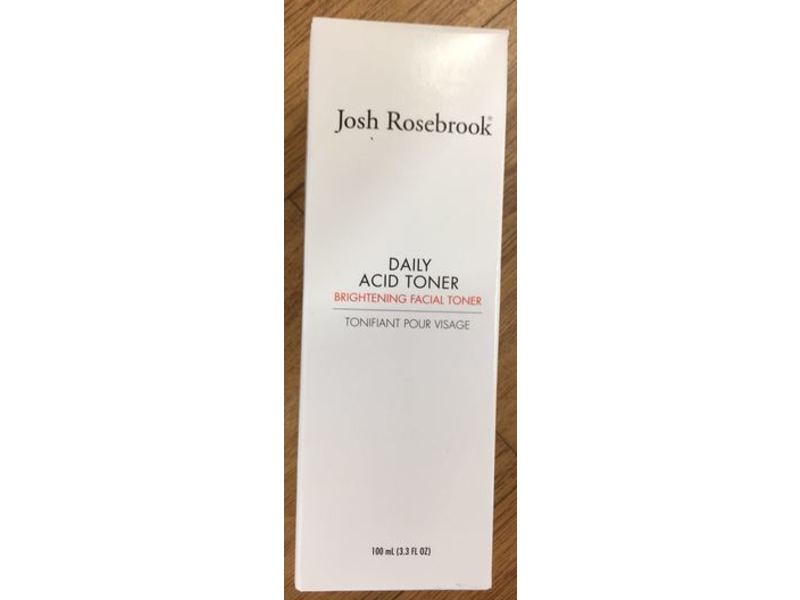 Josh Rosebrook®
DAILY
ACID TONER
BRIGHTENING FACIAL TONER
TONIFIANT POUR VISAGE
100 mL (3.3 FL OZ)